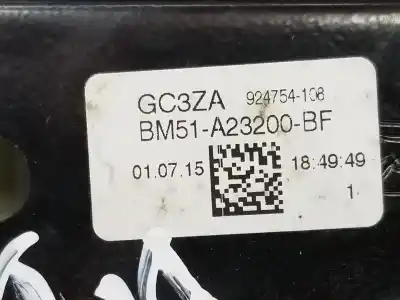 GC3ZA 924754-108
BM51-A23200-BF
01.07.15 18:49:49
1